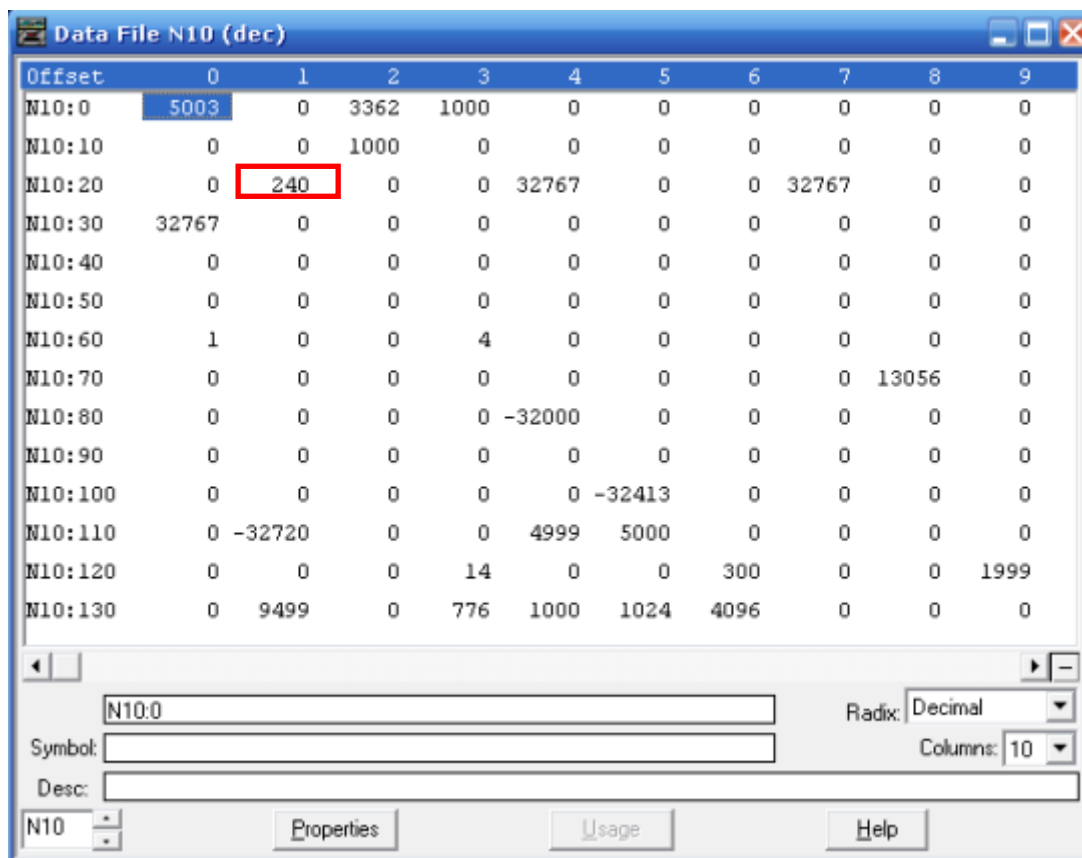 Data File N10 (dec)
Offset 0 1 2 3 4 5 6 7 8 9
N10:0 5003 0 3362 1000 0 0 0 0 0 0
N10:10 0 0 1000 0 0 0 0 0 0 0
N10:20 0 240 0 0 32767 0 0 32767 0 0
N10:30 32767 0 0 0 0 0 0 0 0 0
N10:40 0 0 0 0 0 0 0 0 0 0
N10:50 0 0 0 0 0 0 0 0 0 0
N10:60 1 0 0 4 0 0 0 0 0 0
N10:70 0 0 0 0 0 0 0 0 13056 0
N10:80 0 0 0 0 -32000 0 0 0 0 0
N10:90 0 0 0 0 0 0 0 0 0 0
N10:100 0 0 0 0 0 -32413 0 0 0 0
N10:110 0 -32720 0 0 4999 5000 0 0 0 0
N10:120 0 0 0 14 0 0 300 0 0 1999
N10:130 0 9499 0 776 1000 1024 4096 0 0 0
N10:0 Radix: Decimal
Symbol: Columns: 10
Desc:
N10 Properties Usage Help